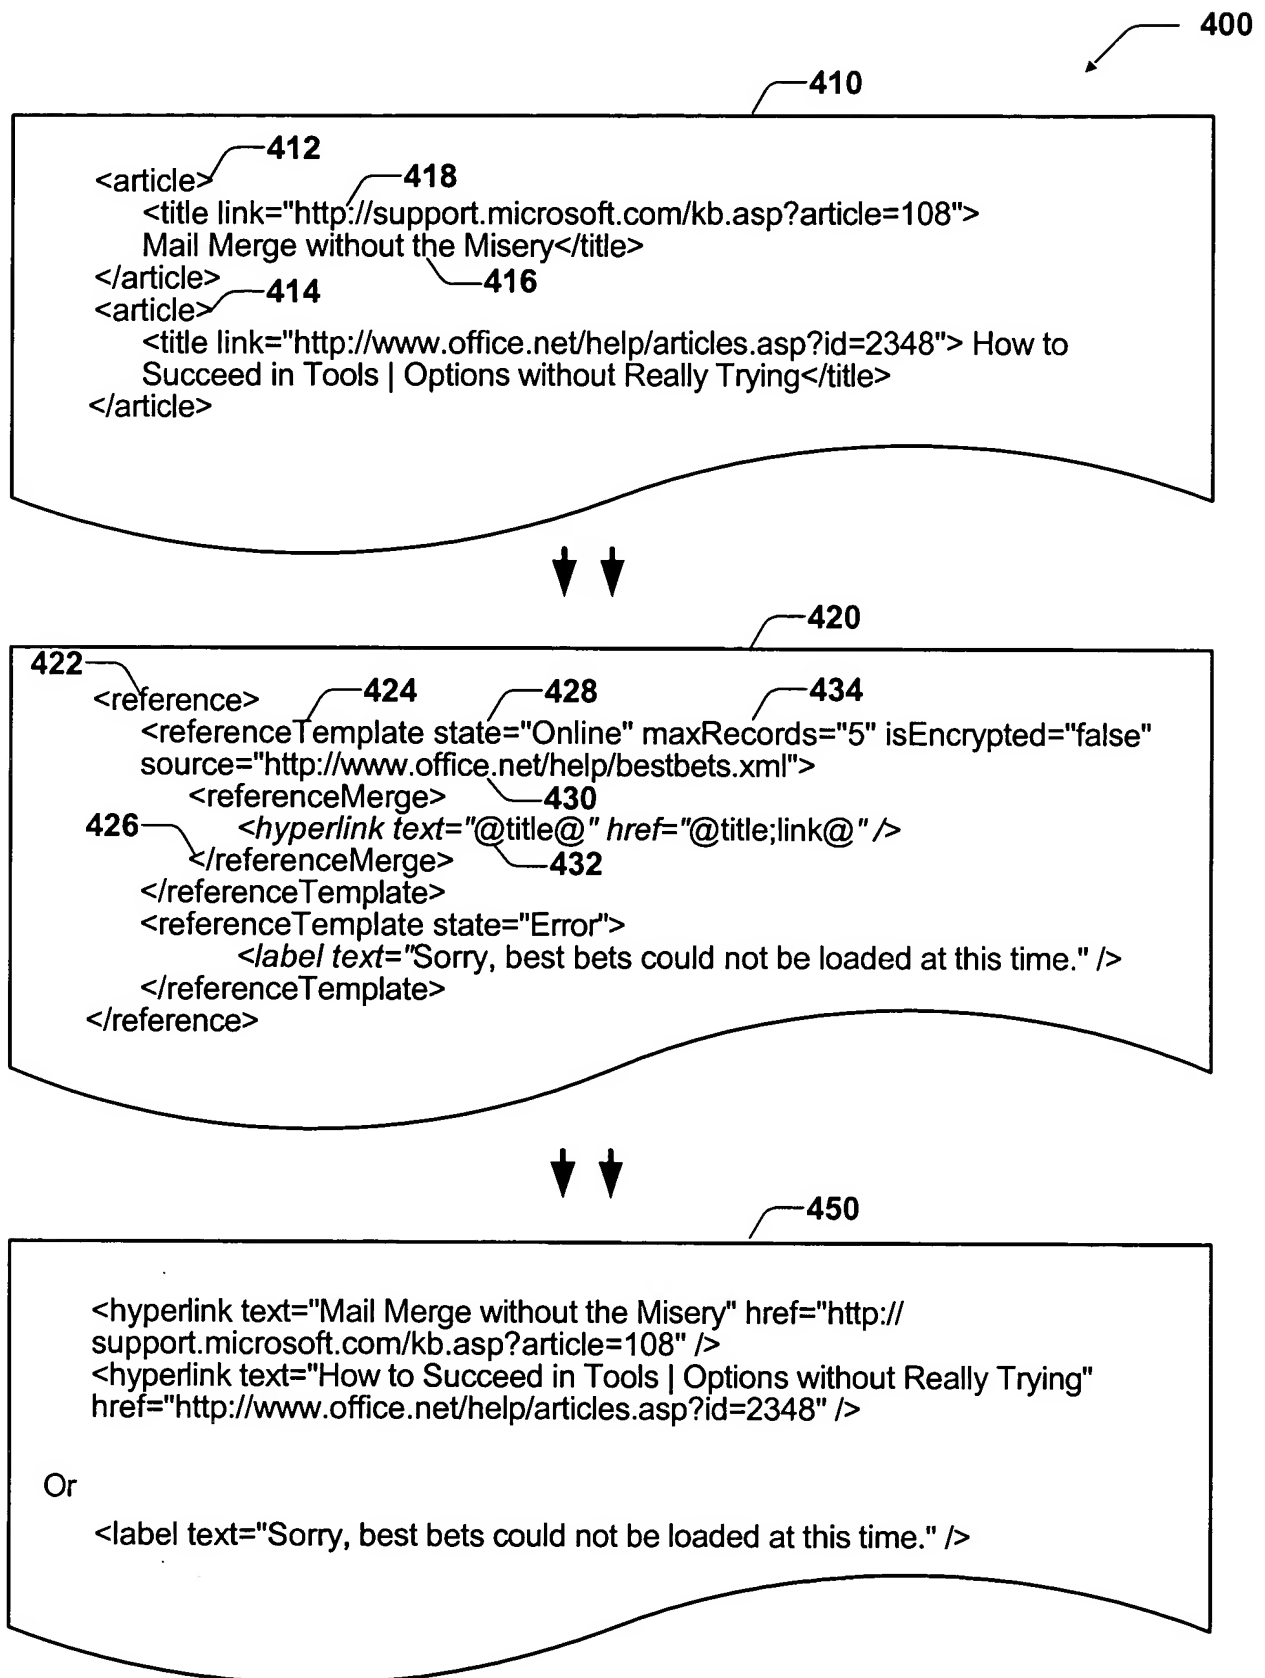 400
410
412
<article>
418
<title link="http://support.microsoft.com/kb.asp?article=108">
Mail Merge without the Misery</title>
</article>
416
414
<article>
<title link="http://www.office.net/help/articles.asp?id=2348"> How to
Succeed in Tools | Options without Really Trying</title>
</article>
420
422
<reference>
424
428
434
<referenceTemplate state="Online" maxRecords="5" isEncrypted="false"
source="http://www.office.net/help/bestbets.xml">
<referenceMerge>
430
426
<hyperlink text="@title@" href="@title;link@" />
</referenceMerge>
432
</referenceTemplate>
<referenceTemplate state="Error">
<label text="Sorry, best bets could not be loaded at this time." />
</referenceTemplate>
</reference>
450
<hyperlink text="Mail Merge without the Misery" href="http://
support.microsoft.com/kb.asp?article=108" />
<hyperlink text="How to Succeed in Tools | Options without Really Trying"
href="http://www.office.net/help/articles.asp?id=2348" />
Or
<label text="Sorry, best bets could not be loaded at this time." />